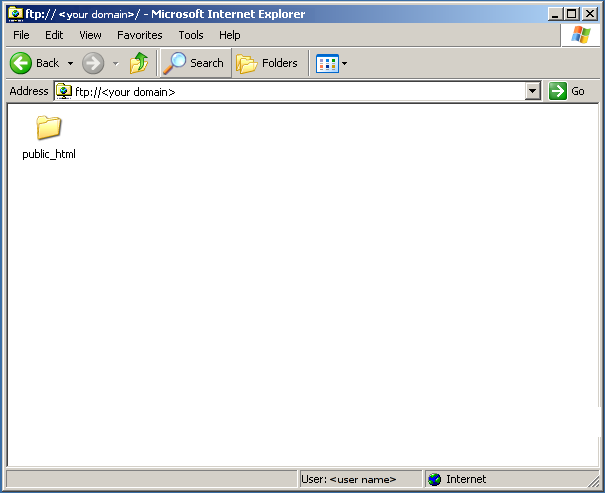 ftp:// <your domain>/ - Microsoft Internet Explorer
File Edit View Favorites Tools Help
Back Search Folders
Address ftp://<your domain> Go
public_html
User: <user name> Internet